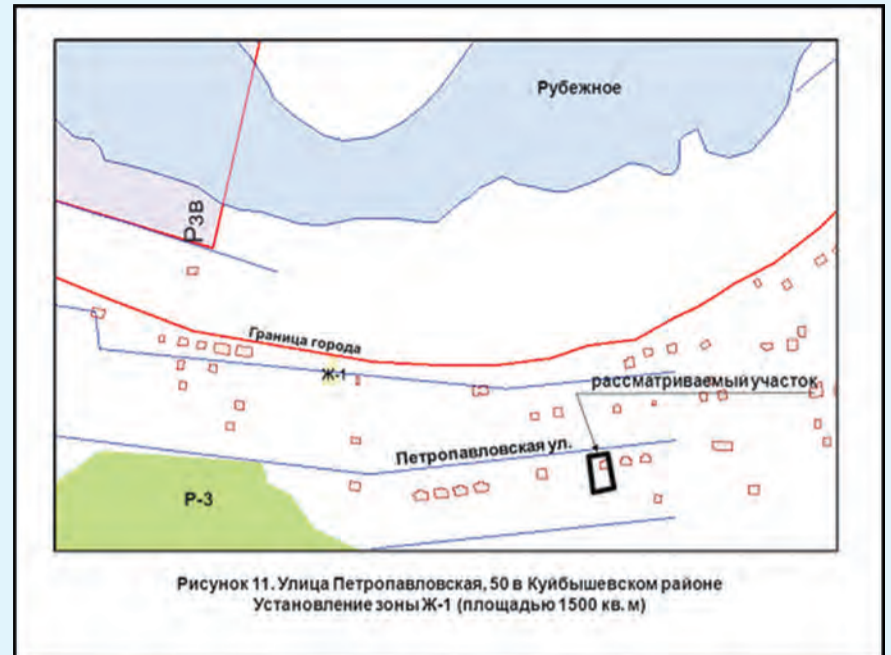 Рубежное
Рзв
Граница города
Ж-1
рассматриваемый участок
Петропавловская ул.
Р-3
Рисунок 11. Улица Петропавловская, 50 в Куйбышевском районе
Установление зоны Ж-1 (площадью 1500 кв. м)